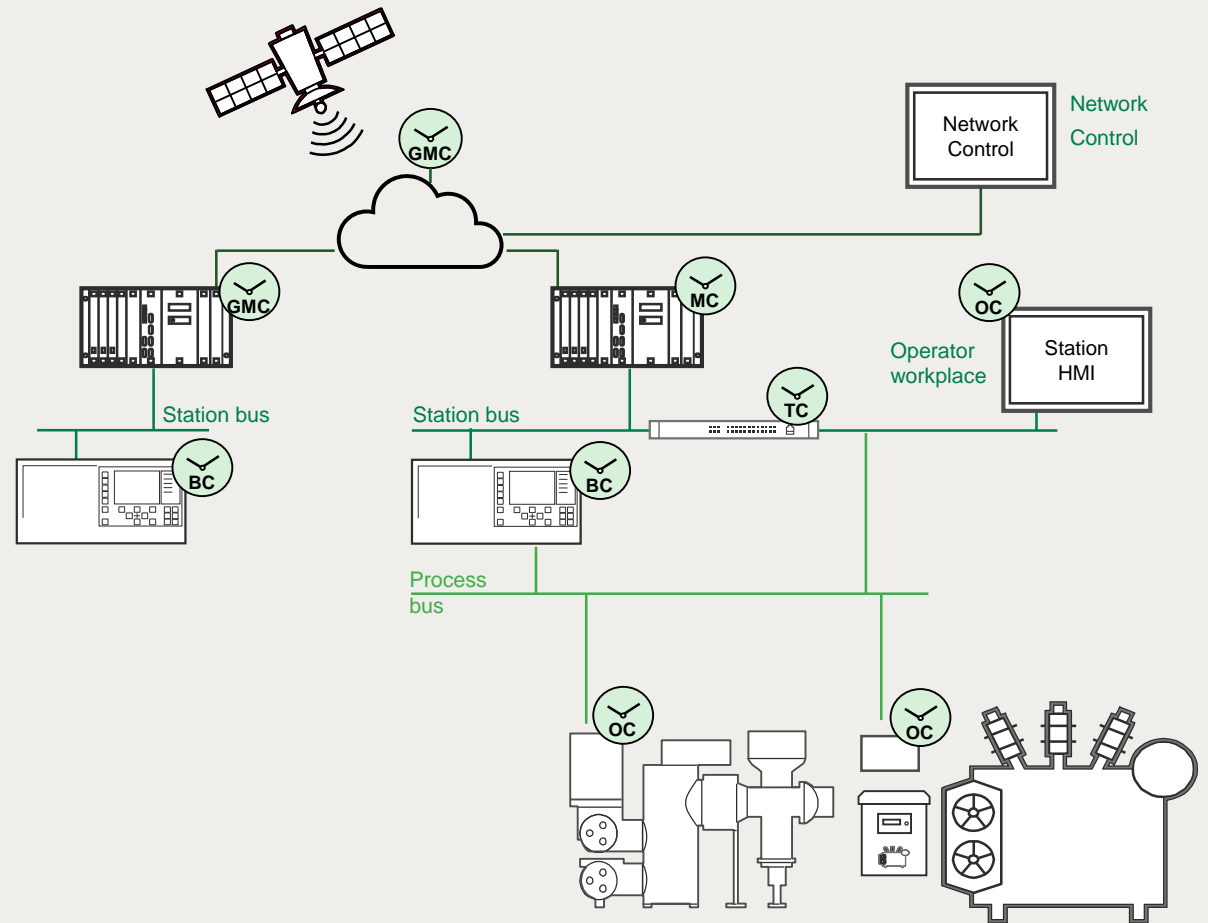 GMC
Network
Control
Network
Control
GMC
MC
OC
Operator
workplace
Station
HMI
TC
Station bus
Station bus
BC
BC
Process
bus
OC
OC